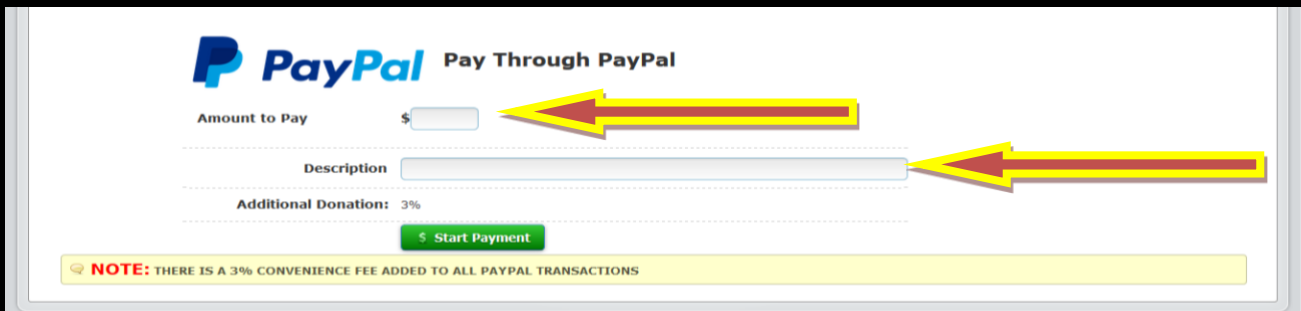 PayPal Pay Through PayPal
Amount to Pay $
Description
Additional Donation: 3%
$ Start Payment
NOTE: THERE IS A 3% CONVENIENCE FEE ADDED TO ALL PAYPAL TRANSACTIONS